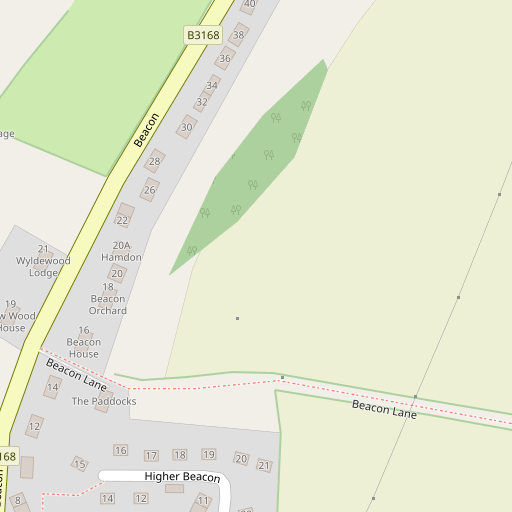 40
B3168
38
36
34
32
30
Beacon
28
26
22
21
Wyldewood
Lodge
20A
Hamdon
20
18
Beacon
Orchard
19
House
16
Beacon
House
Beacon Lane
14
The Paddocks
Beacon Lane
12
16
17
18
19
20
21
15
168
Higher Beacon
8
14
12
11
20